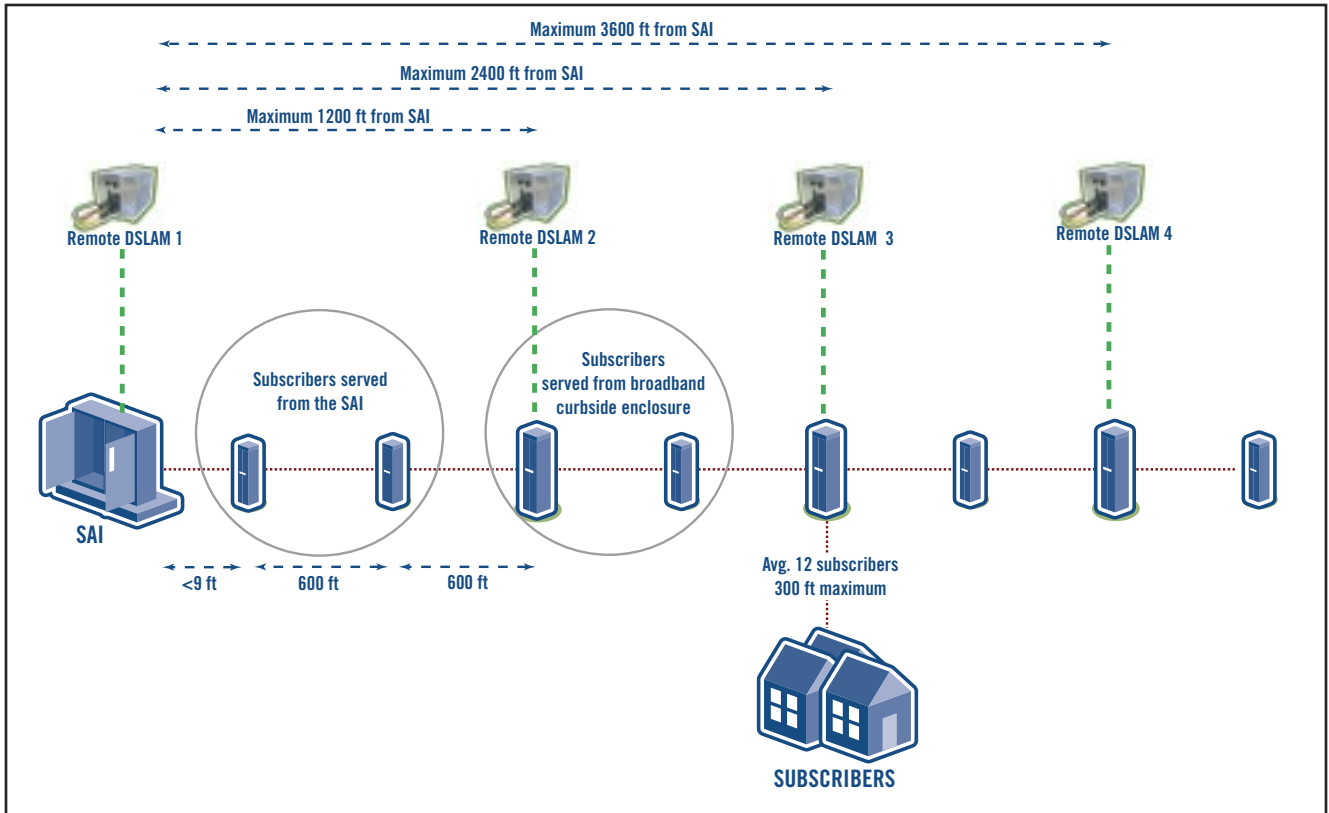 Maximum 3600 ft from SAI
Maximum 2400 ft from SAI
Maximum 1200 ft from SAI
Remote DSLAM 1
Remote DSLAM 2
Remote DSLAM 3
Remote DSLAM 4
Subscribers served
from the SAI
Subscribers
served from broadband
curbside enclosure
SAI
<9 ft
600 ft
600 ft
Avg. 12 subscribers
300 ft maximum
SUBSCRIBERS